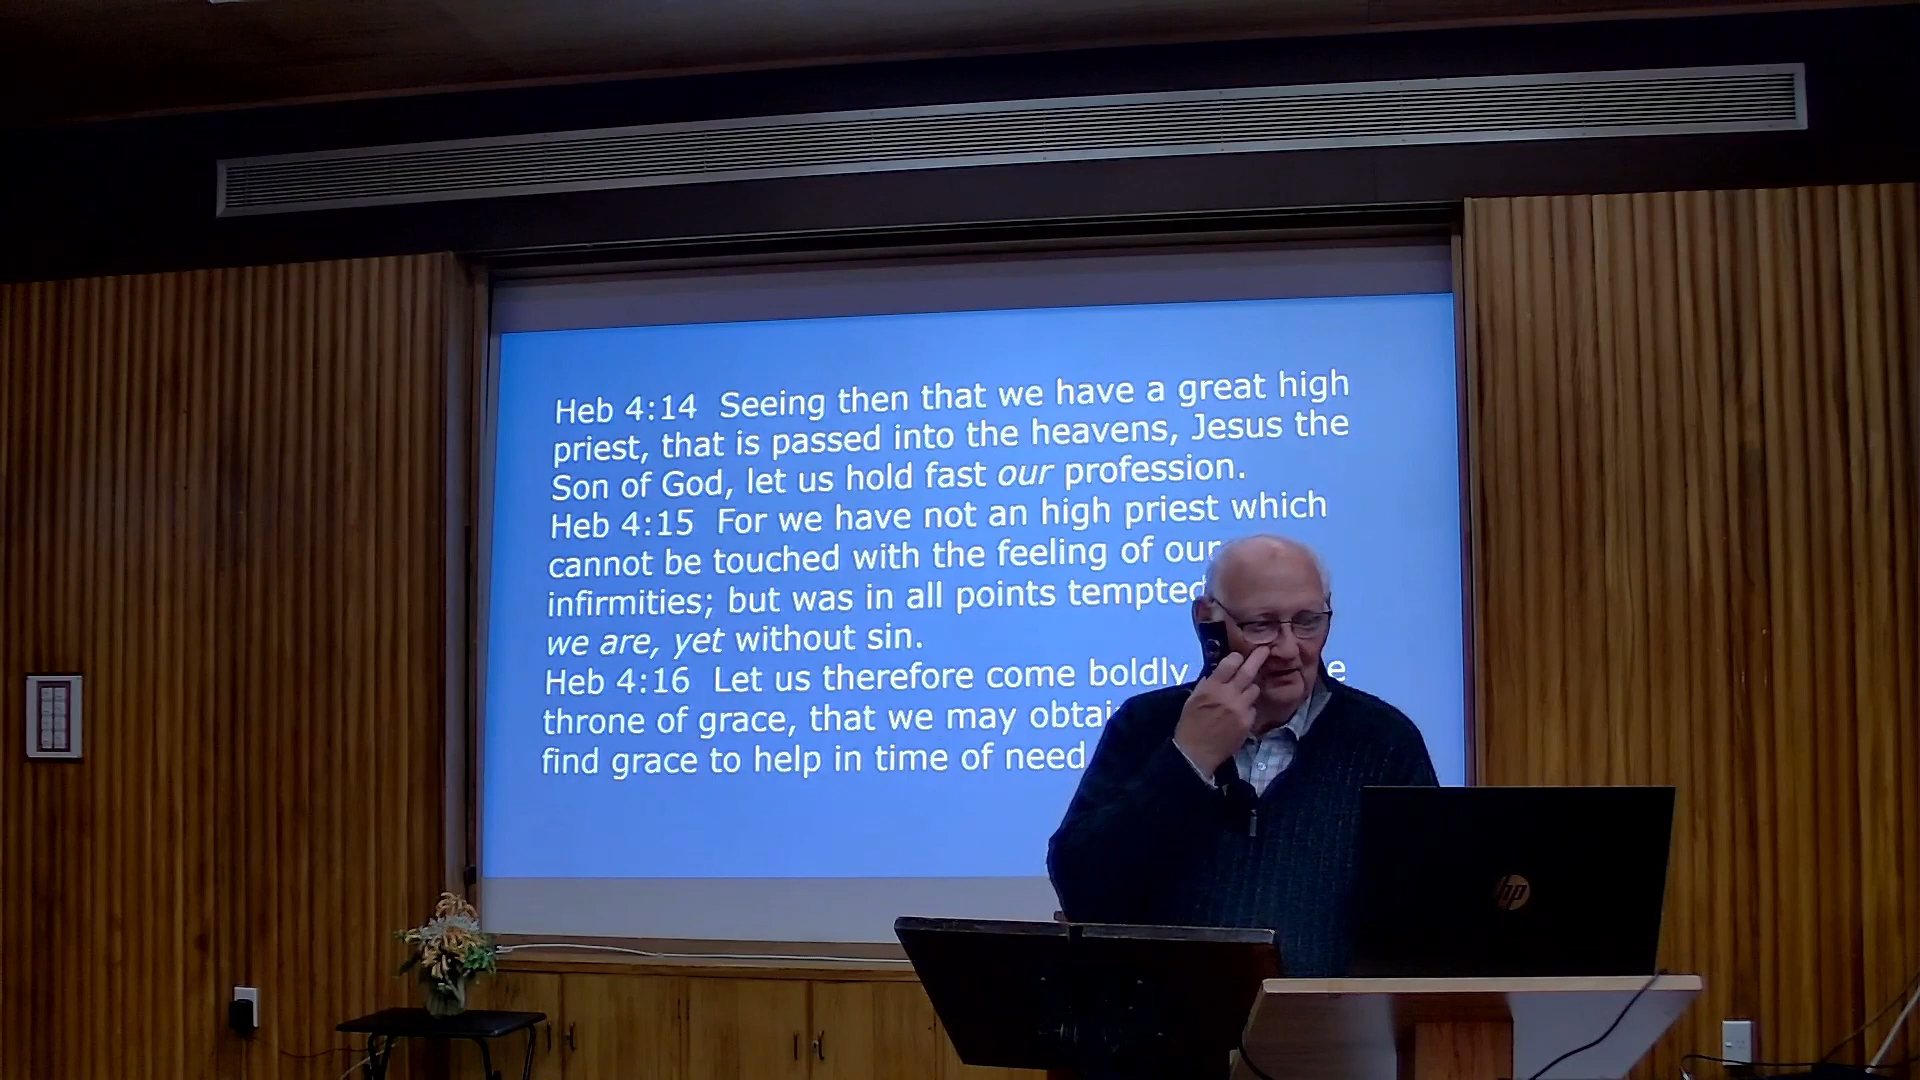 Heb 4:14  Seeing then that we have a great high
priest, that is passed into the heavens, Jesus the
Son of God, let us hold fast our profession.
Heb 4:15  For we have not an high priest which
cannot be touched with the feeling of our
infirmities; but was in all points tempted
we are, yet without sin.
Heb 4:16  Let us therefore come boldly
throne of grace, that we may obtain
find grace to help in time of need
hp